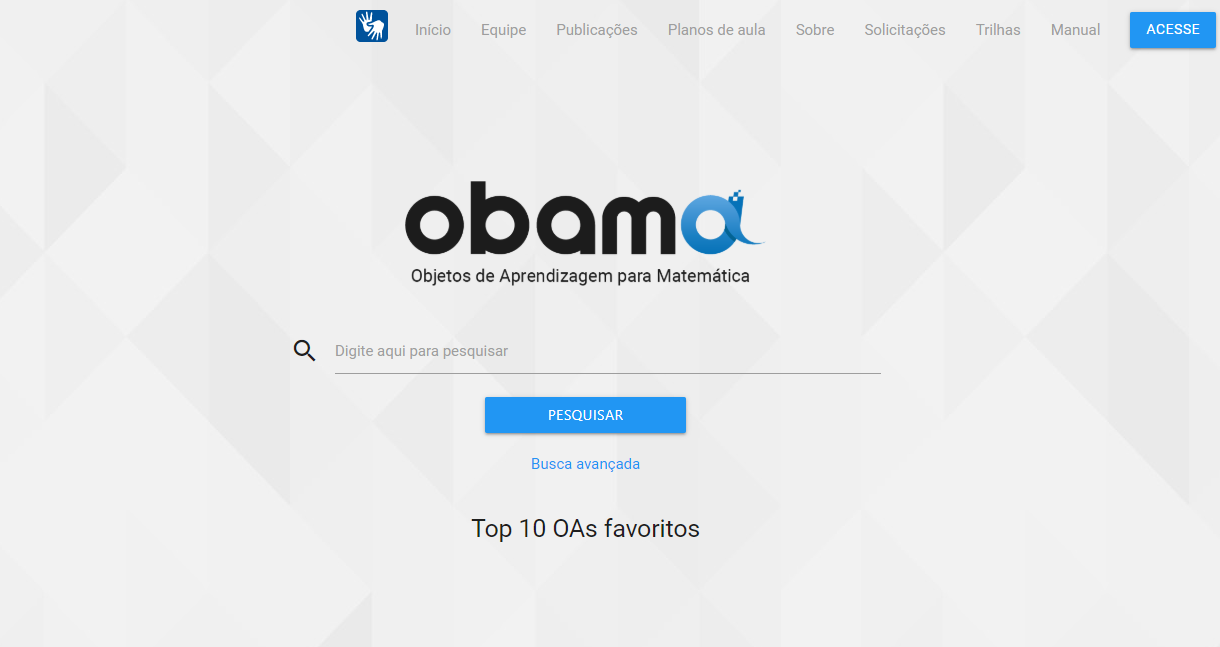 Início Equipe Publicações Planos de aula Sobre Solicitações Trilhas Manual ACESSE
obama
Objetos de Aprendizagem para Matemática
Digite aqui para pesquisar
PESQUISAR
Busca avançada
Top 10 OAs favoritos